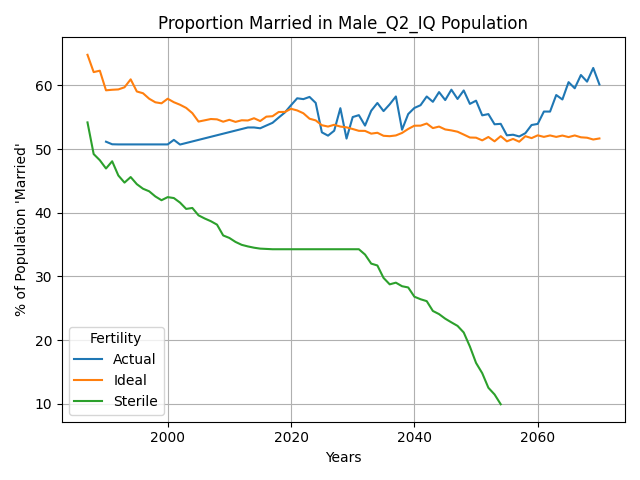 Proportion Married in Male_Q2_IQ Population
% of Population 'Married'
60
50
40
30
20
10
Fertility
Actual
Ideal
Sterile
2000
2020
2040
2060
Years